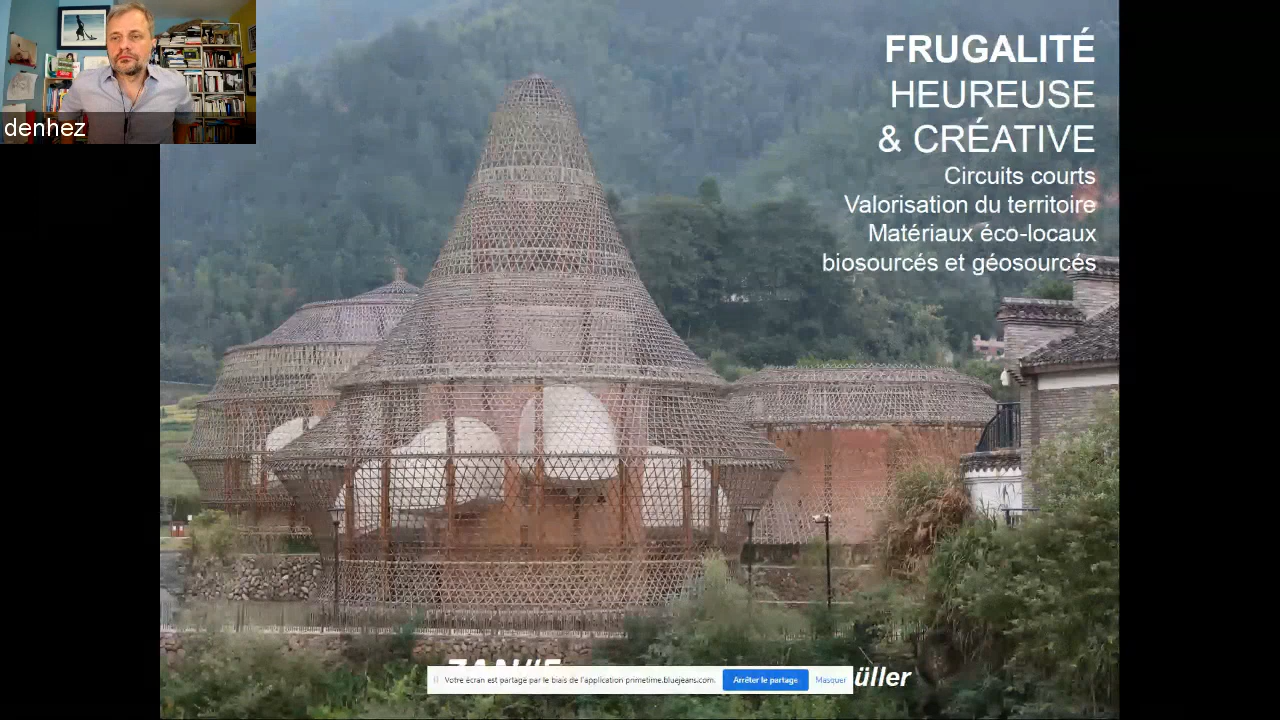 denhez
FRUGALITÉ
HEUREUSE
& CRÉATIVE
Circuits courts
Valorisation du territoire
Matériaux éco-locaux
biosourcés et géosourcés
Votre écran est partagé par le biais de l'application primetime.bluejeans.com.
Arrêter le partage
Masquer
üller